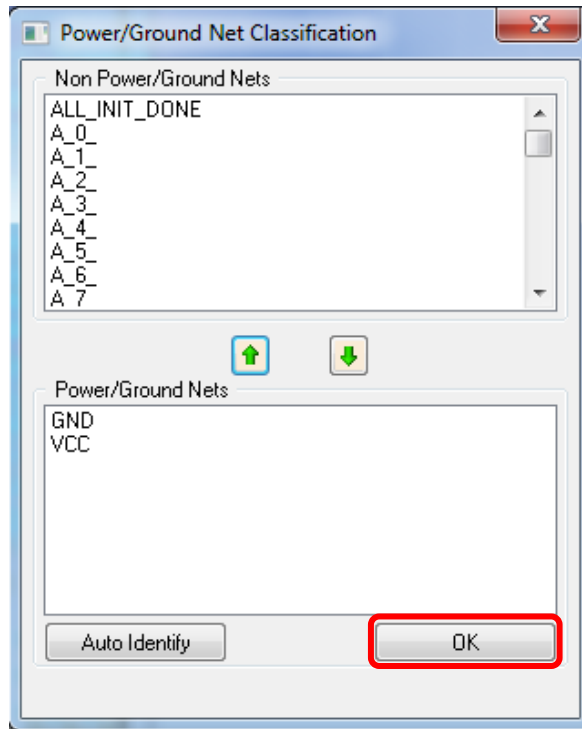 Power/Ground Net Classification
Non Power/Ground Nets
ALL_INIT_DONE
A_0_
A_1_
A_2_
A_3_
A_4_
A_5_
A_6_
A_7
Power/Ground Nets
GND
VCC
Auto Identify
OK